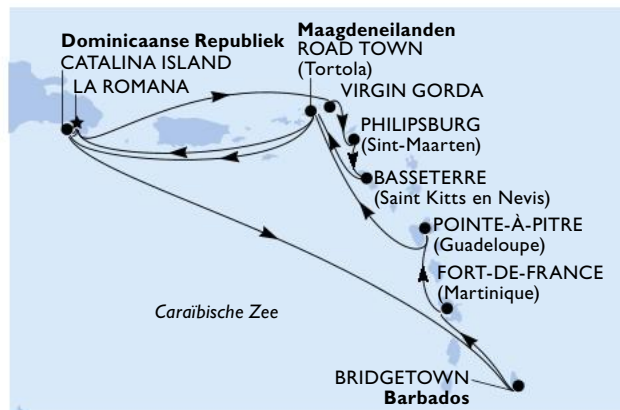 Dominicaanse Republiek
CATALINA ISLAND
LA ROMANA
Maagdeneilanden
ROAD TOWN
(Tortola)
VIRGIN GORDA
PHILIPSBURG
(Sint-Maarten)
BASSETERRE
(Saint Kitts en Nevis)
POINTE-À-PITRE
(Guadeloupe)
FORT-DE-FRANCE
(Martinique)
Caraïbische Zee
BRIDGETOWN
Barbados